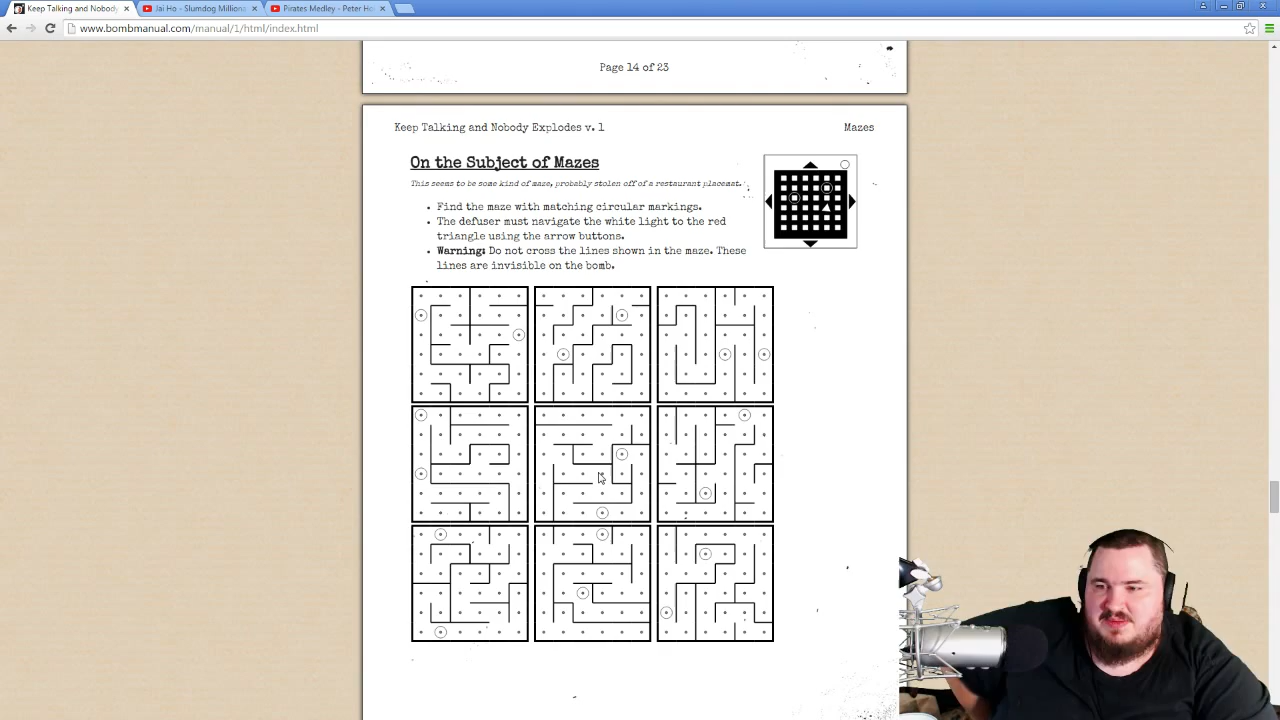 Keep Talking and Nobody
Jai Ho - Slumdog Million
Pirates Medley - Peter Ho
www.bombmanual.com/manual/1/html/index.html
Page 14 of 23
Keep Talking and Nobody Explodes v. 1
Mazes
On the Subject of Mazes
This seems to be some kind of maze, probably stolen off of a restaurant placemat.
• Find the maze with matching circular markings.
• The defuser must navigate the white light to the red
triangle using the arrow buttons.
• Warning: Do not cross the lines shown in the maze. These
lines are invisible on the bomb.